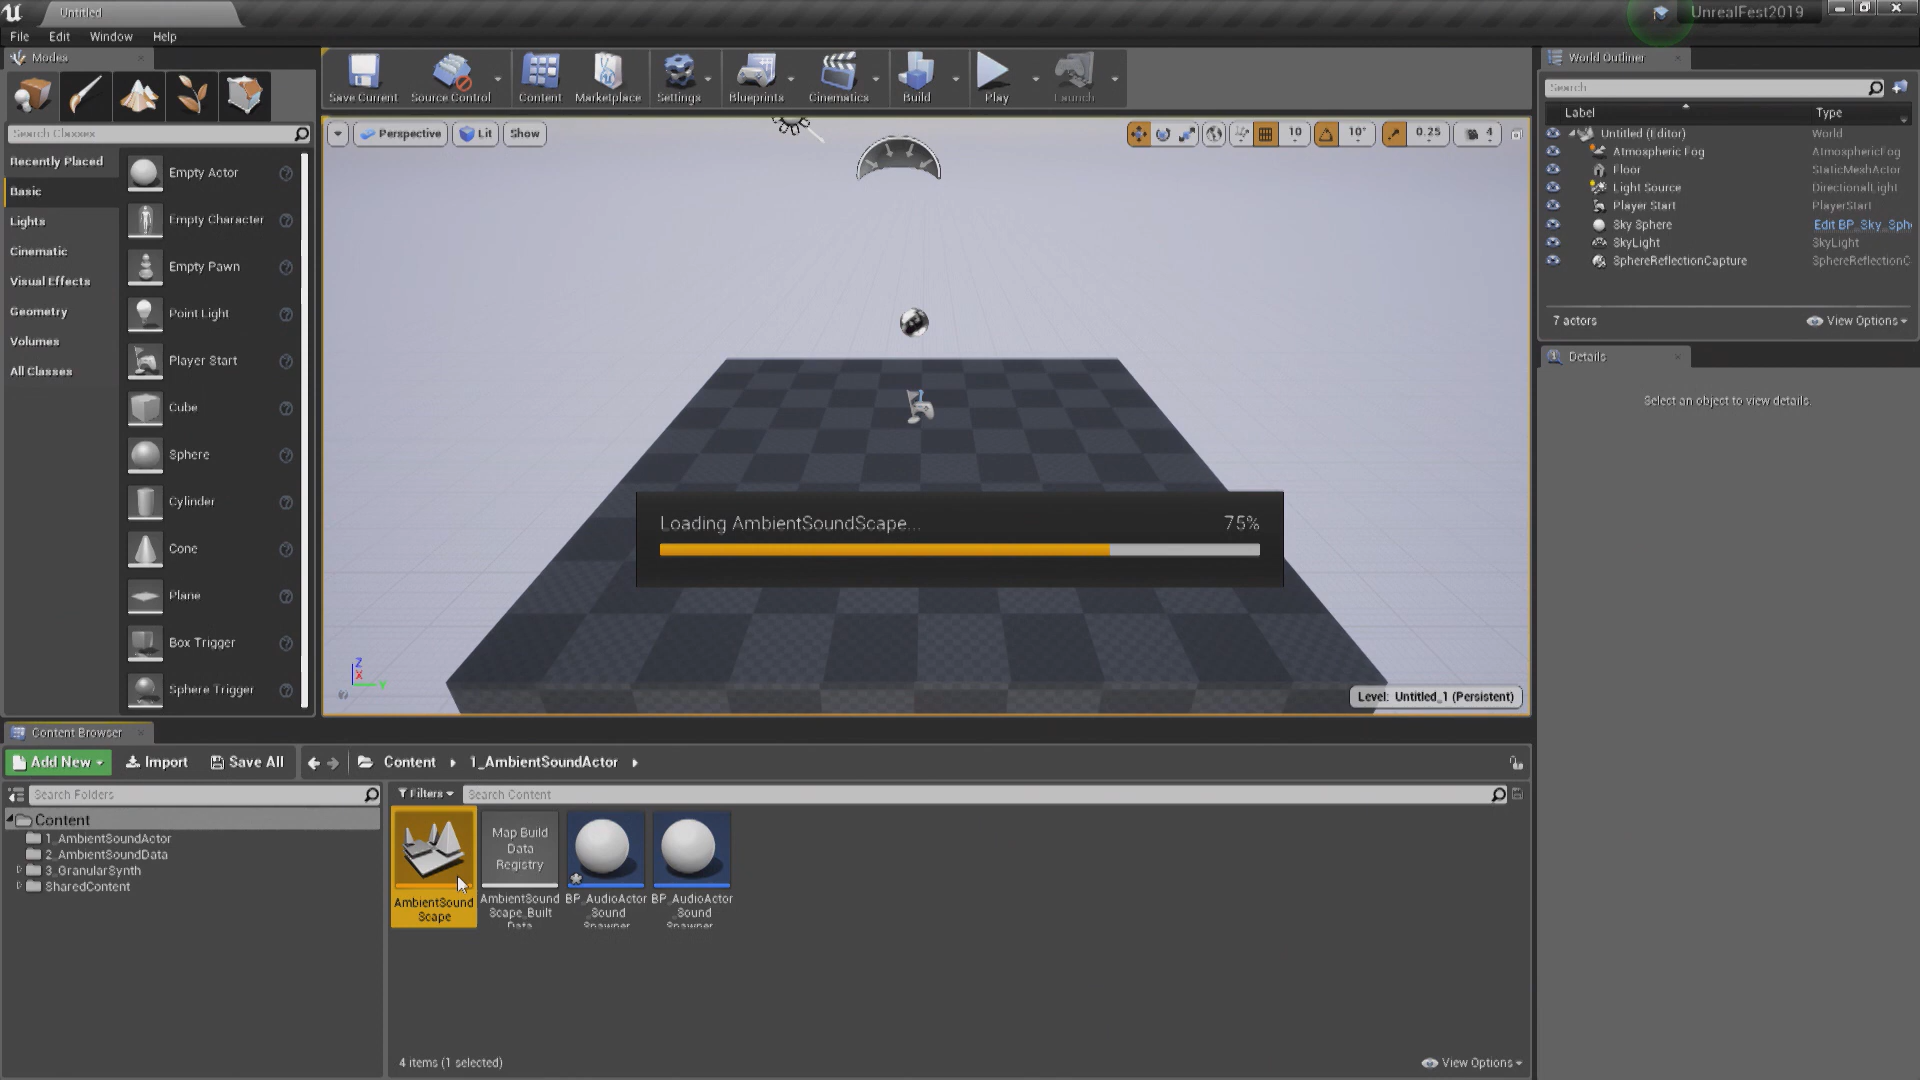 Untitled
UnrealFest2019
File Edit Window Help
Modes
Save Current
Source Control
Content
Marketplace
Settings
Blueprints
Cinematics
Build
Play
Launch
World Outliner
Search
Label
Type
Untitled (Editor) World
Atmospheric Fog AtmosphericFog
Floor StaticMeshActor
Light Source DirectionalLight
Player Start PlayerStart
Sky Sphere Edit BP_Sky_Sph
SkyLight SkyLight
SphereReflectionCapture SphereReflectionC
7 actors
View Options
Details
Select an object to view details.
Search Classes
Recently Placed
Basic
Lights
Cinematic
Visual Effects
Geometry
Volumes
All Classes
Empty Actor
Empty Character
Empty Pawn
Point Light
Player Start
Cube
Sphere
Cylinder
Cone
Plane
Box Trigger
Sphere Trigger
Perspective
Lit
Show
10
10°
0.25
4
Loading AmbientSoundScape... 75%
Z
X
Y
Level: Untitled_1 (Persistent)
Content Browser
Add New
Import
Save All
Content
1_AmbientSoundActor
Search Folders
Filters
Search Content
Content
1_AmbientSoundActor
2_AmbientSoundData
3_GranularSynth
SharedContent
AmbientSound
Scape
Map Build
Data
Registry
AmbientSound
Scape_Built
Data
BP_AudioActor
_Sound
Spawner
BP_AudioActor
_Sound
Spawner
4 items (1 selected)
View Options